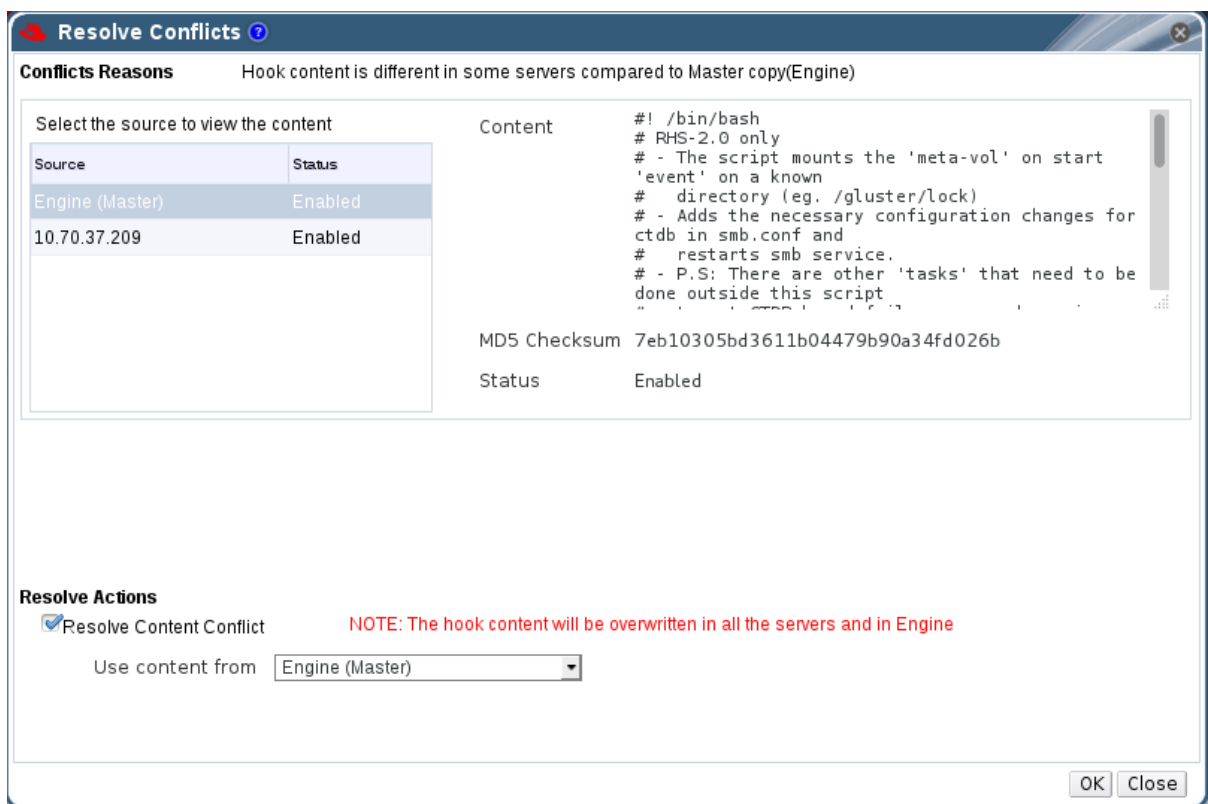 Resolve Conflicts ?
Conflicts Reasons Hook content is different in some servers compared to Master copy(Engine)
Select the source to view the content
Source Status
Engine (Master) Enabled
10.70.37.209 Enabled
Content
#! /bin/bash
# RHS-2.0 only
# - The script mounts the 'meta-vol' on start
'event' on a known
#   directory (eg. /gluster/lock)
# - Adds the necessary configuration changes for
ctdb in smb.conf and
#   restarts smb service.
# - P.S: There are other 'tasks' that need to be
done outside this script
MD5 Checksum 7eb10305bd3611b04479b90a34fd026b
Status Enabled
Resolve Actions
Resolve Content Conflict NOTE: The hook content will be overwritten in all the servers and in Engine
Use content from Engine (Master)
OK Close